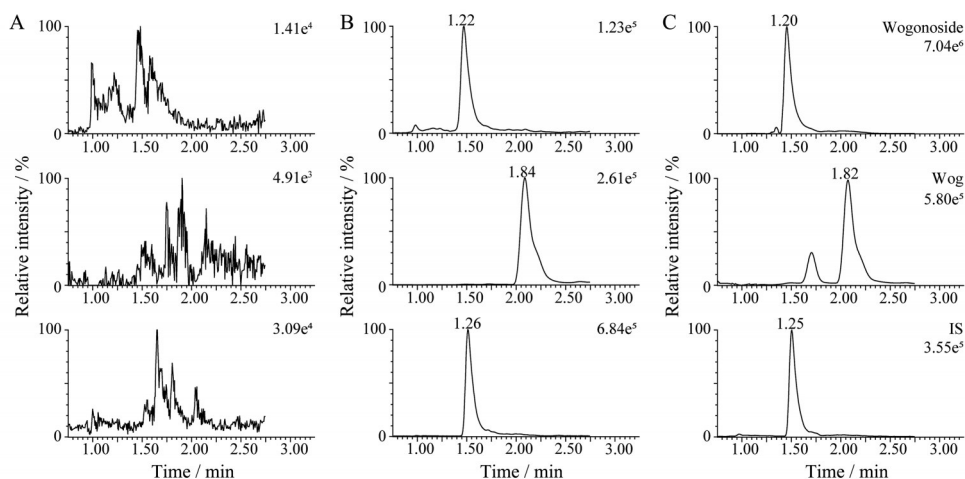 A
B
C
Relative intensity / %
100
0
1.41e⁴
1.00 1.50 2.00 2.50 3.00
100
0
1.22
1.23e⁵
1.00 1.50 2.00 2.50 3.00
100
0
1.20
Wogonoside
7.04e⁶
1.00 1.50 2.00 2.50 3.00
Relative intensity / %
100
0
4.91e³
1.00 1.50 2.00 2.50 3.00
Relative intensity / %
100
0
1.84
2.61e⁵
1.00 1.50 2.00 2.50 3.00
Relative intensity / %
100
0
1.82
Wog
5.80e⁵
1.00 1.50 2.00 2.50 3.00
100
0
3.09e⁴
1.00 1.50 2.00 2.50 3.00
Time / min
100
0
1.26
6.84e⁵
1.00 1.50 2.00 2.50 3.00
Time / min
100
0
1.25
IS
3.55e⁵
1.00 1.50 2.00 2.50 3.00
Time / min